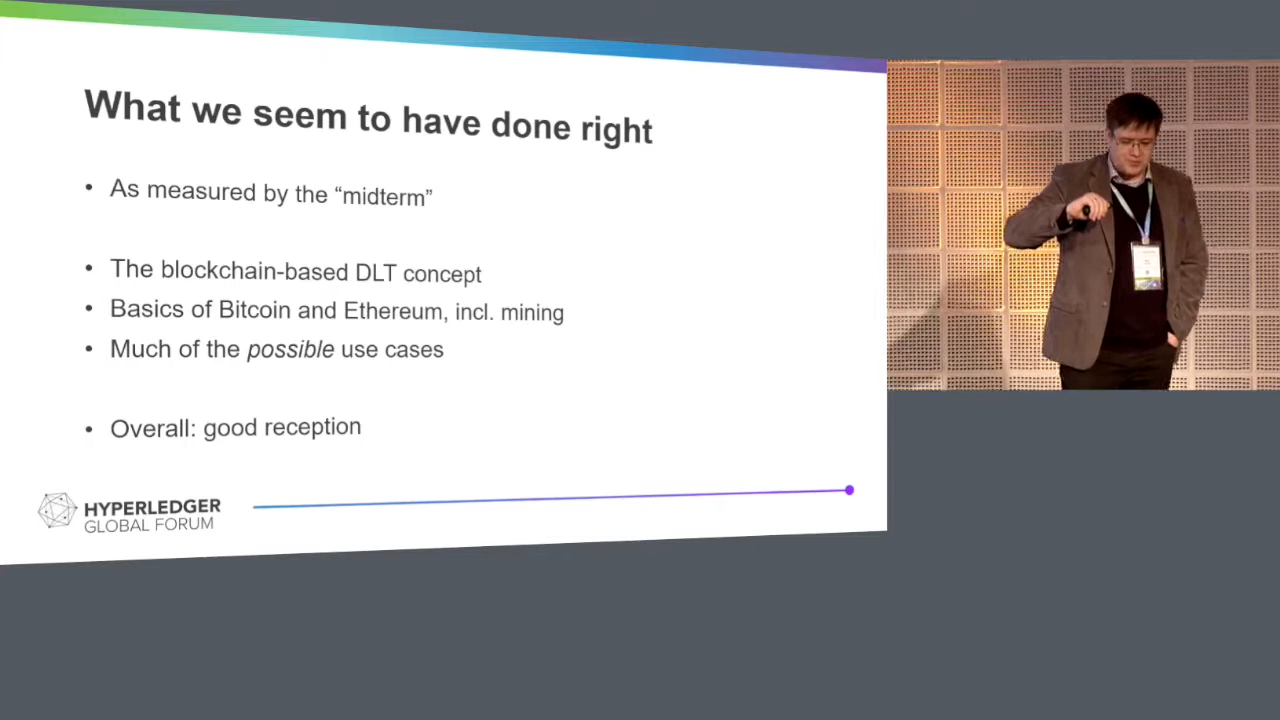 What we seem to have done right
• As measured by the “midterm”
• The blockchain-based DLT concept
• Basics of Bitcoin and Ethereum, incl. mining
• Much of the possible use cases
• Overall: good reception
HYPERLEDGER
GLOBAL FORUM